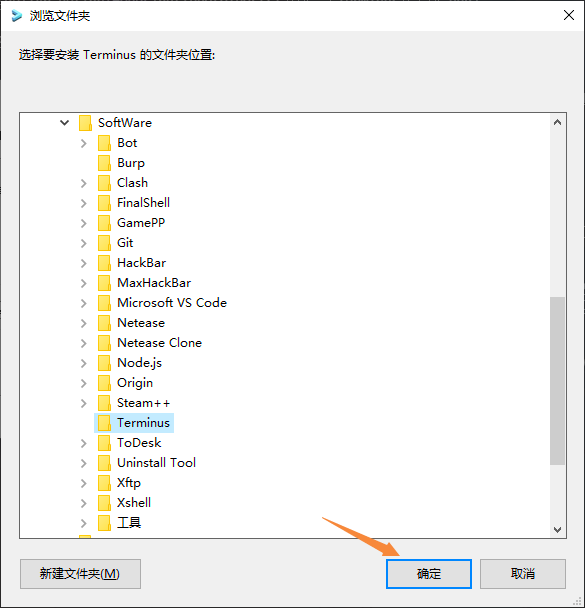 浏览文件夹
选择要安装 Terminus 的文件夹位置:
SoftWare
Bot
Burp
Clash
FinalShell
GamePP
Git
HackBar
MaxHackBar
Microsoft VS Code
Netease
Netease Clone
Node.js
Origin
Steam++
Terminus
ToDesk
Uninstall Tool
Xftp
Xshell
工具
新建文件夹(M) 确定 取消